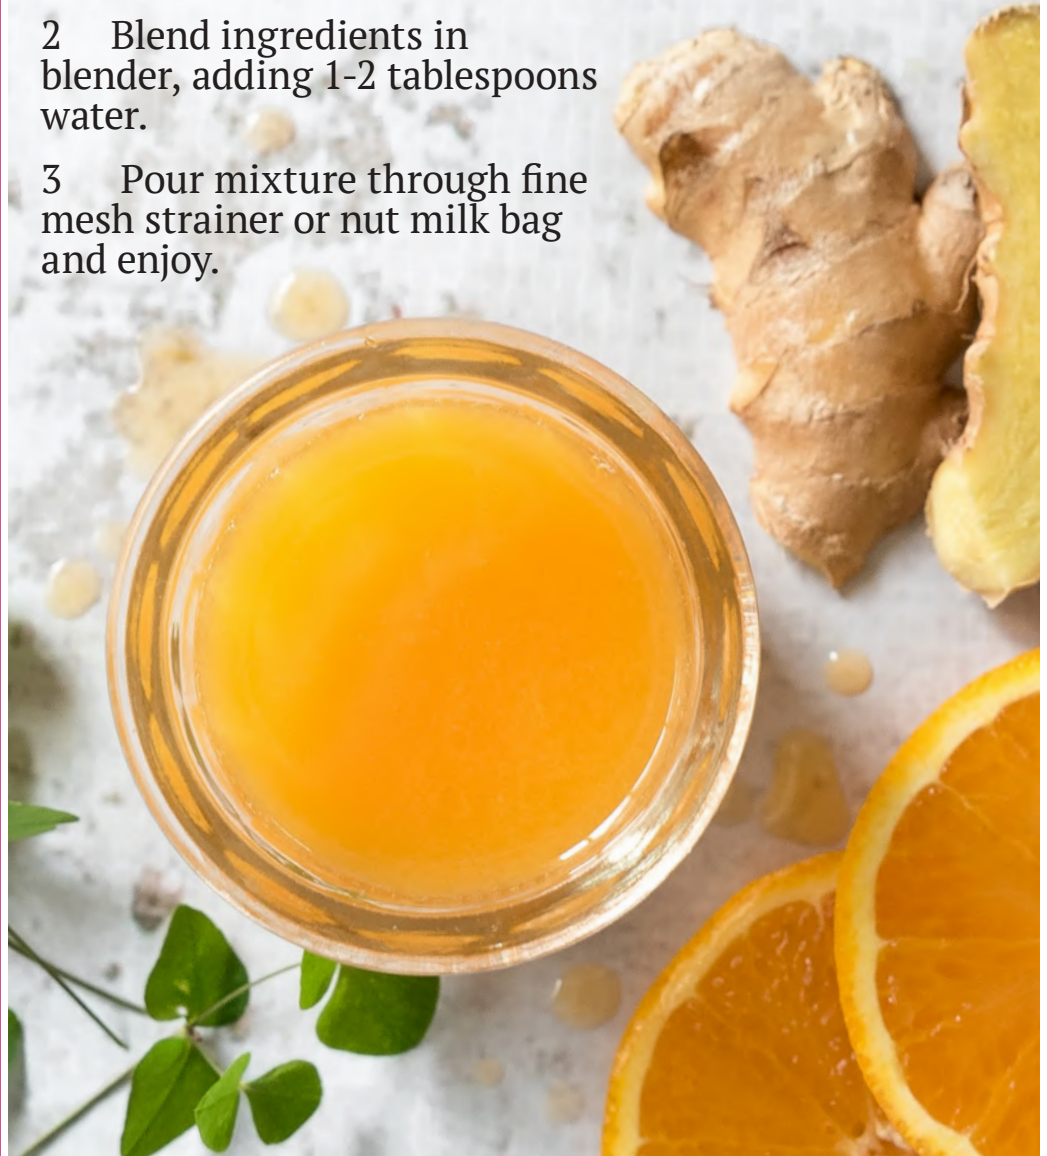 2 Blend ingredients in
blender, adding 1-2 tablespoons
water.
3 Pour mixture through fine
mesh strainer or nut milk bag
and enjoy.